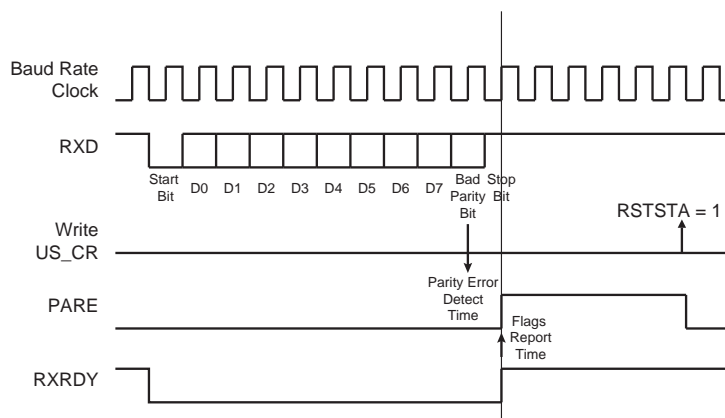 Baud Rate
Clock
RXD
Start
Bit
D0 D1 D2 D3 D4 D5 D6 D7
Bad
Parity
Bit
Stop
Bit
Write
US_CR
RSTSTA = 1
Parity Error
Detect
Time
PARE
Flags
Report
Time
RXRDY